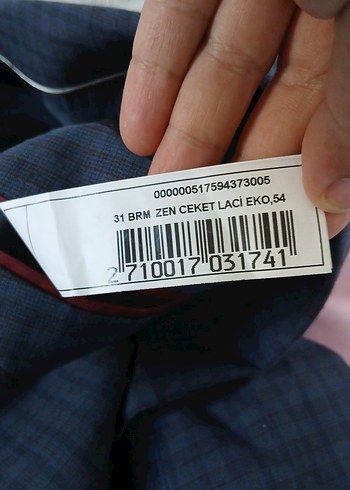 000000517594373005
31 BRM ZEN CEKET LACİ EKO,54
2 710017 031741